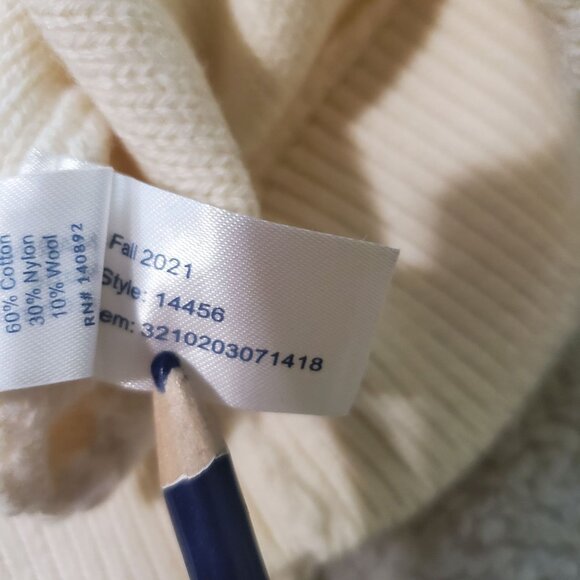 60% Cotton
30% Nylon
10% Wool
RN# 140892
Fall 2021
Style: 14456
em: 3210203071418